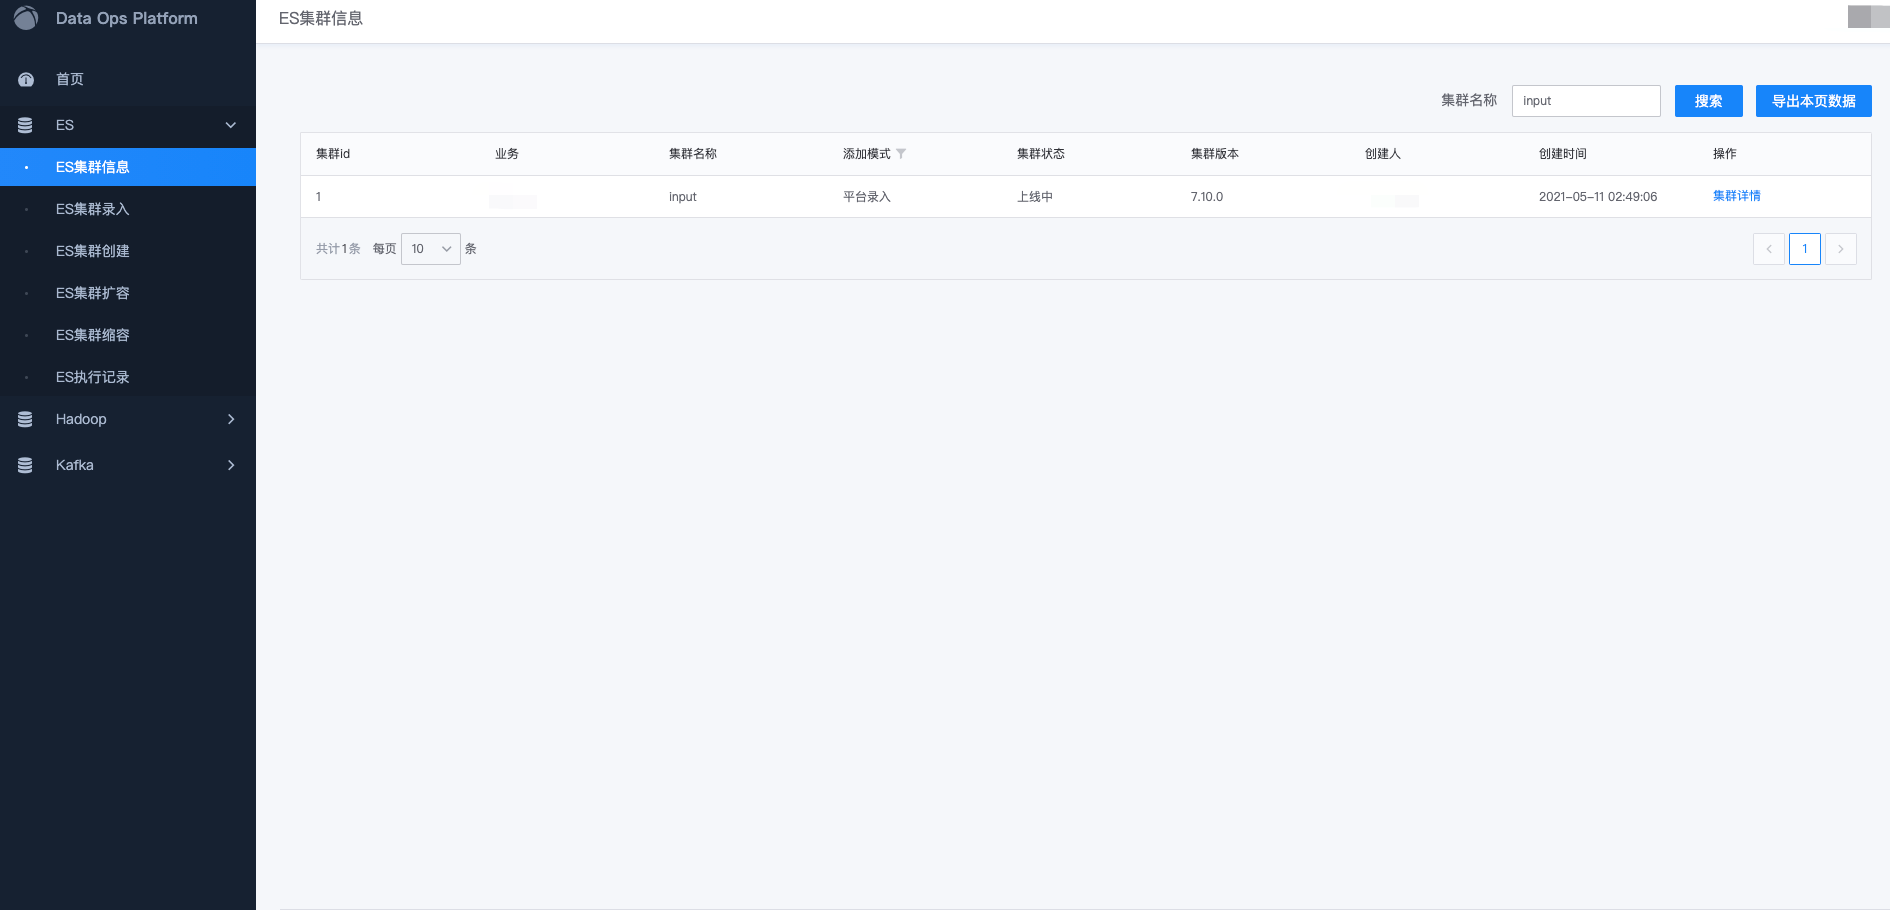 Data Ops Platform
ES集群信息
首页
ES
ES集群信息
ES集群录入
ES集群创建
ES集群扩容
ES集群缩容
ES执行记录
Hadoop
Kafka
集群名称 input 搜索 导出本页数据
集群id 业务 集群名称 添加模式 集群状态 集群版本 创建人 创建时间 操作
1 input 平台录入 上线中 7.10.0 2021-05-11 02:49:06 集群详情
共计1条 每页 10 条 1